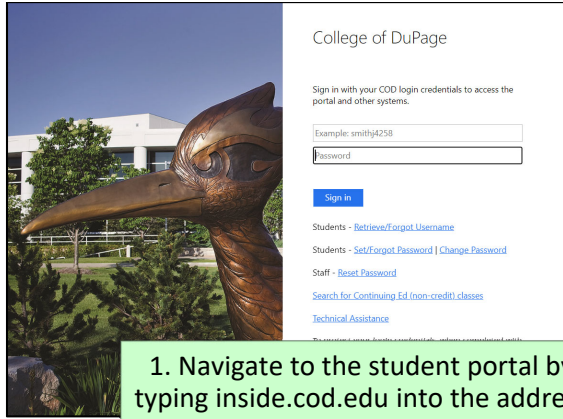 College of DuPage
Sign in with your COD login credentials to access the
portal and other systems.
Example: smithj4258
Password
Sign in
Students - Retrieve/Forgot Username
Students - Set/Forgot Password | Change Password
Staff - Reset Password
Search for Continuing Ed (non-credit) classes
Technical Assistance
1. Navigate to the student portal by
typing inside.cod.edu into the addre